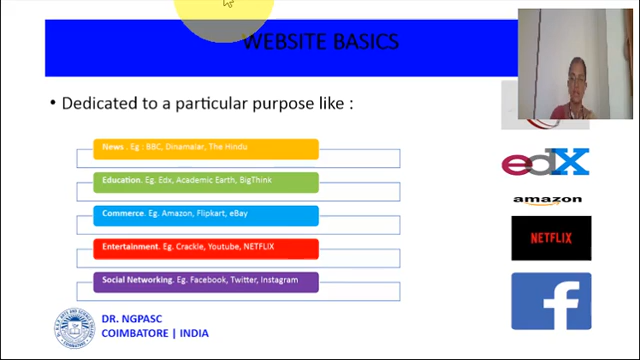 WEBSITE BASICS
• Dedicated to a particular purpose like :
News . Eg : BBC, Dinamalar, The Hindu
Education. Eg. Edx, Academic Earth, BigThink
Commerce. Eg. Amazon, Flipkart, eBay
Entertainment. Eg. Crackle, Youtube, NETFLIX
Social Networking. Eg. Facebook, Twitter, Instagram
edX
amazon
NETFLIX
f
DR. NGPASC
COIMBATORE | INDIA